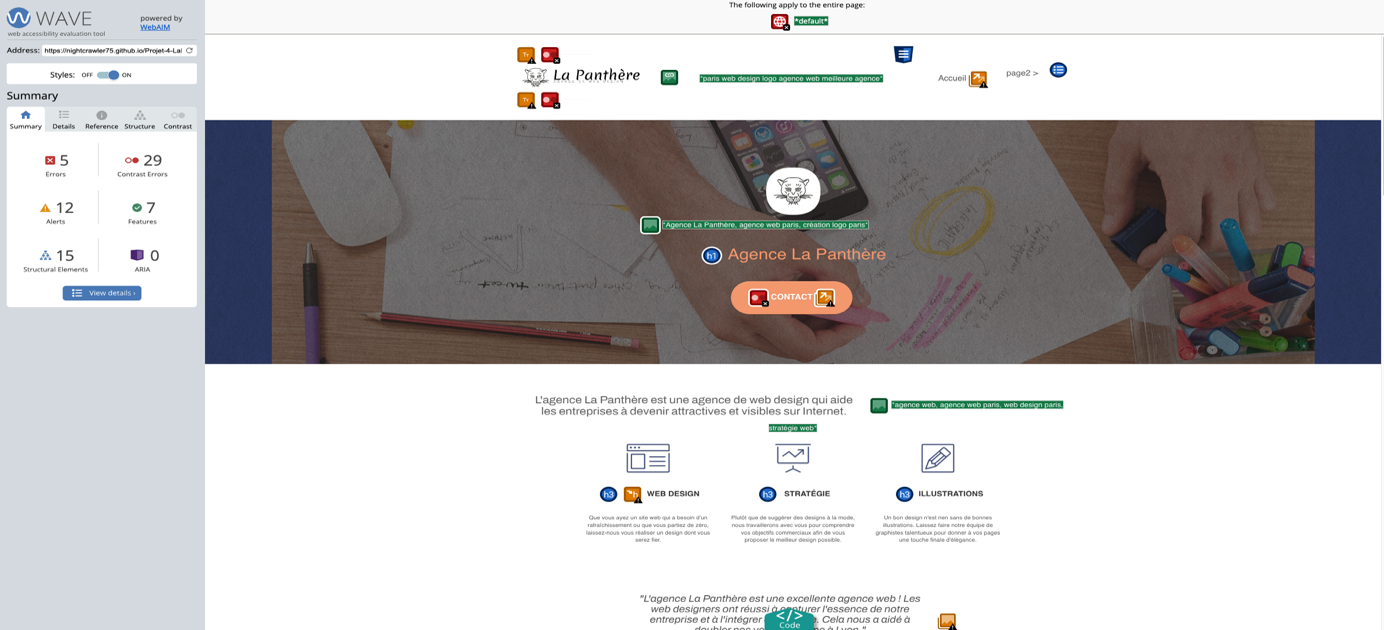 WAVE
web accessibility evaluation tool
powered by
WebAIM
Address: https://nightcrawler75.github.io/Projet-4-Lal
Styles: OFF ON
Summary
Summary Details Reference Structure Contrast
5 Errors
29 Contrast Errors
12 Alerts
7 Features
15 Structural Elements
0 ARIA
View details ›
The following apply to the entire page:
*default*
La Panthère
"paris web design logo agence web meilleure agence"
Accueil
page2 >
"Agence La Panthère, agence web paris, création logo paris"
h1 Agence La Panthère
CONTACT
L'agence La Panthère est une agence de web design qui aide
les entreprises à devenir attractives et visibles sur Internet.
"agence web, agence web paris, web design paris,
stratégie web"
h3 WEB DESIGN
Que vous ayez un site web qui a besoin d'un
rafraîchissement ou que vous partiez de zéro,
laissez-nous vous réaliser un design dont vous
serez fier.
h3 STRATÉGIE
Plutôt que de suggérer des designs à la mode,
nous travaillerons avec vous pour comprendre
vos objectifs commerciaux afin de vous
proposer le meilleur design possible.
h3 ILLUSTRATIONS
Un bon design n'est rien sans de bonnes
illustrations. Laissez faire notre équipe de
graphistes talentueux pour donner à vos pages
une touche finale d'élégance.
"L'agence La Panthère est une excellente agence web ! Les
web designers ont réussi à capturer l'essence de notre
entreprise et à l'intégrer Cela nous a aidé à
</> Code